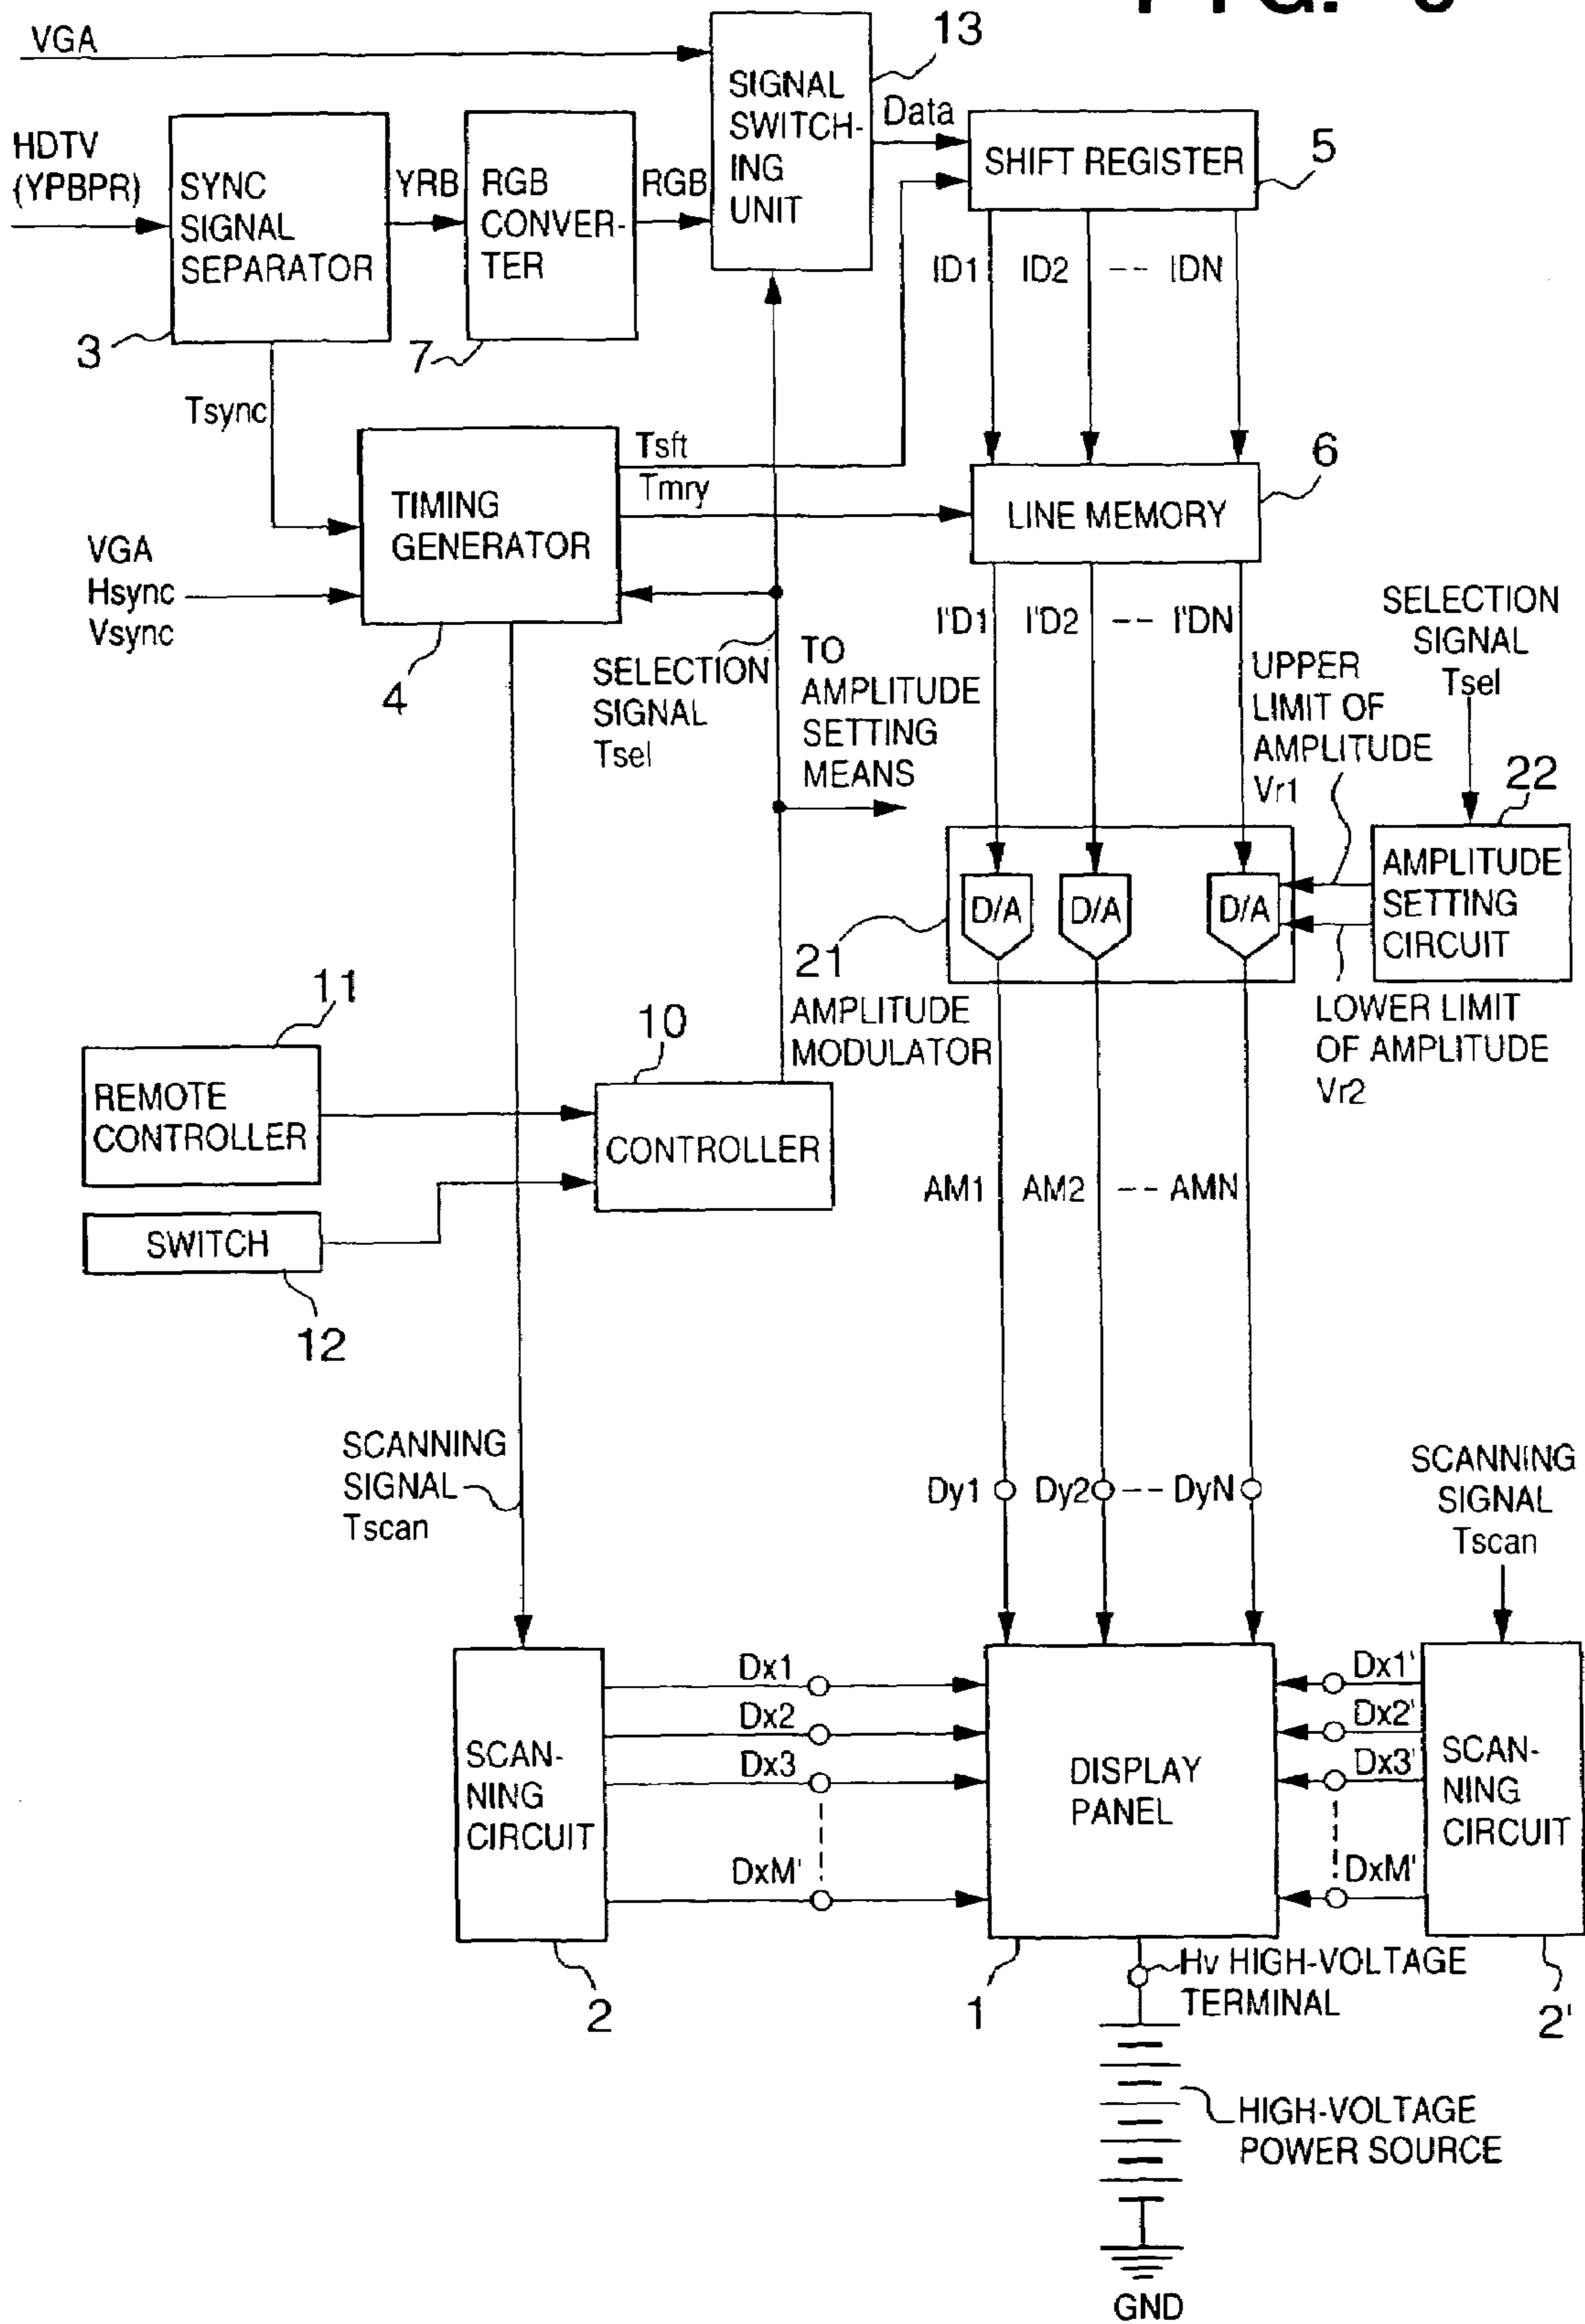 VGA
HDTV
(YPBPR)
SYNC
SIGNAL
SEPARATOR
3
YRB
RGB
CONVER-
TER
7
RGB
SIGNAL
SWITCH-
ING
UNIT
13
Data
SHIFT REGISTER
5
ID1 ID2 -- IDN
Tsync
TIMING
GENERATOR
4
Tsft
Tmry
VGA
Hsync
Vsync
LINE MEMORY
6
I'D1 I'D2 -- I'DN
SELECTION
SIGNAL
Tsel
TO
AMPLITUDE
SETTING
MEANS
UPPER
LIMIT OF
AMPLITUDE
Vr1
SELECTION
SIGNAL
Tsel
22
AMPLITUDE
SETTING
CIRCUIT
D/A D/A D/A
21
AMPLITUDE
MODULATOR
LOWER LIMIT
OF AMPLITUDE
Vr2
11
REMOTE
CONTROLLER
10
CONTROLLER
SWITCH
12
AM1 AM2 -- AMN
SCANNING
SIGNAL
Tscan
Dy1 Dy2 -- DyN
SCANNING
SIGNAL
Tscan
SCAN-
NING
CIRCUIT
2
Dx1
Dx2
Dx3
DxM'
DISPLAY
PANEL
1
Dx1'
Dx2'
Dx3'
DxM'
SCAN-
NING
CIRCUIT
2'
Hv HIGH-VOLTAGE
TERMINAL
HIGH-VOLTAGE
POWER SOURCE
GND